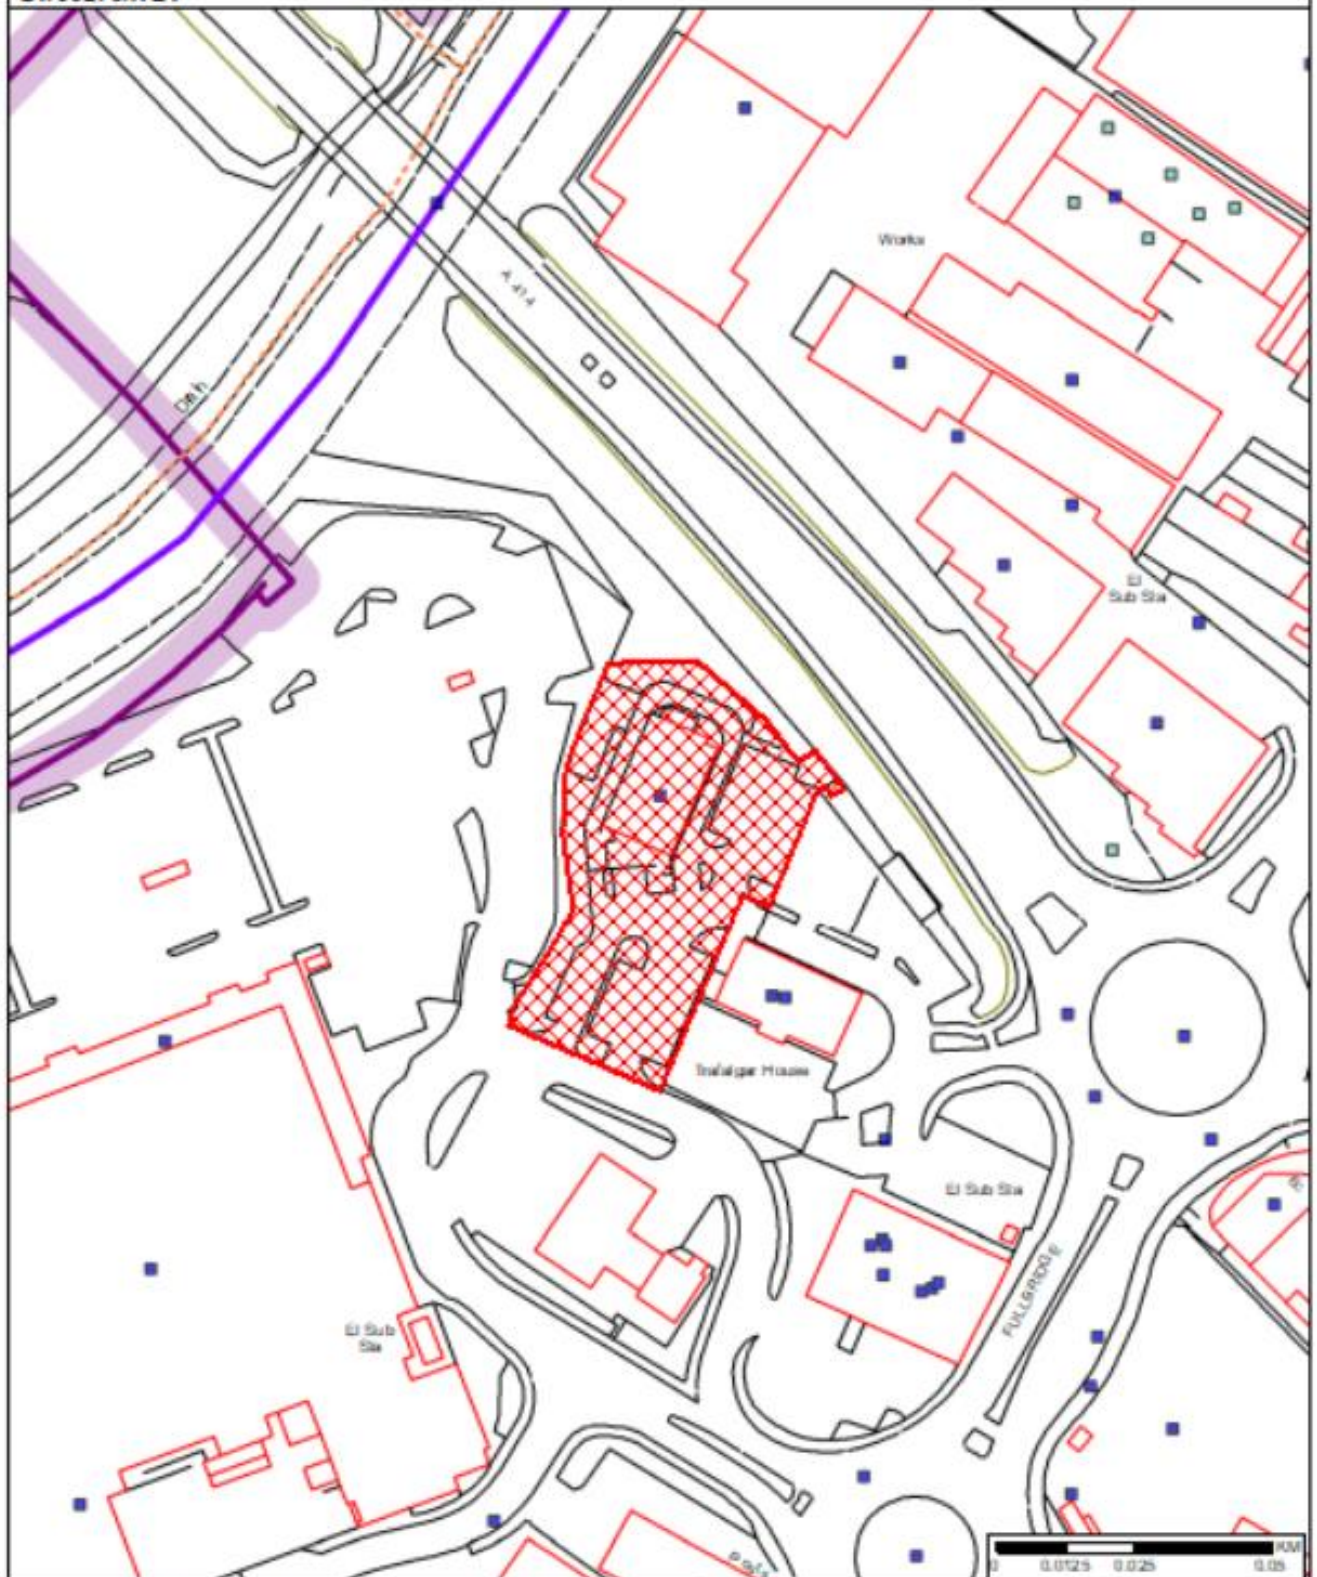 Works
A 414
Drain
El
Sub Sta
Trafalgar House
El Sub Sta
FULLBRIDGE
El Sub
Sta
KM
0 0.0125 0.025 0.05